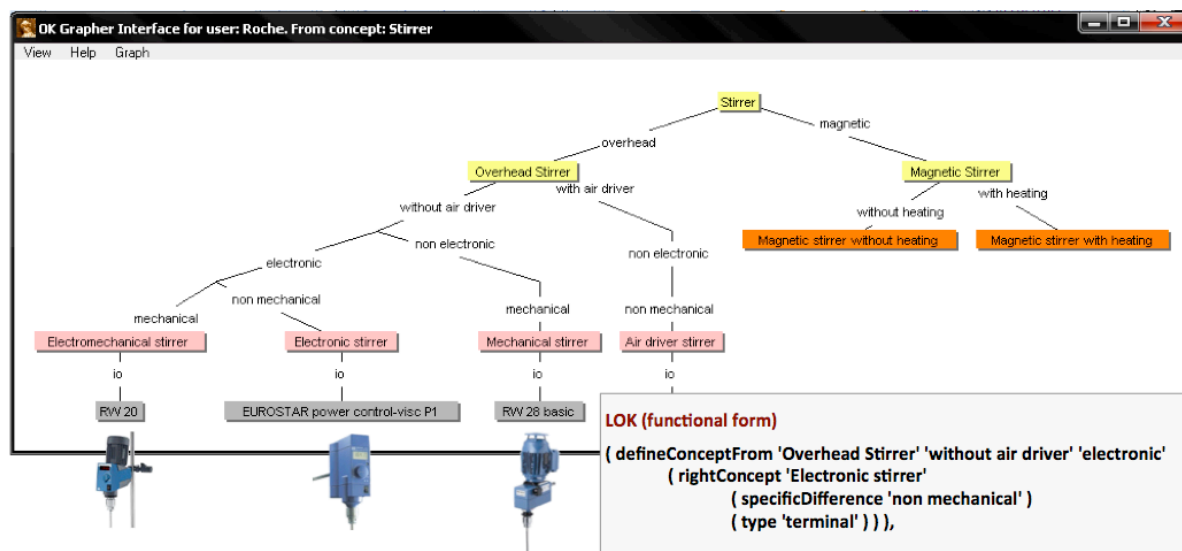 OK Grapher Interface for user: Roche. From concept: Stirrer
View Help Graph
Stirrer
magnetic
overhead
Overhead Stirrer
Magnetic Stirrer
with air driver
with heating
without air driver
without heating
non electronic
non electronic
Magnetic stirrer without heating
Magnetic stirrer with heating
electronic
non mechanical
mechanical
mechanical
non mechanical
Electromechanical stirrer
Electronic stirrer
Mechanical stirrer
Air driver stirrer
io
io
io
io
RW 20
EUROSTAR power control-visc P1
RW 28 basic
LOK (functional form)
( defineConceptFrom 'Overhead Stirrer' 'without air driver' 'electronic'
( rightConcept 'Electronic stirrer'
( specificDifference 'non mechanical' )
( type 'terminal' ) ) ),